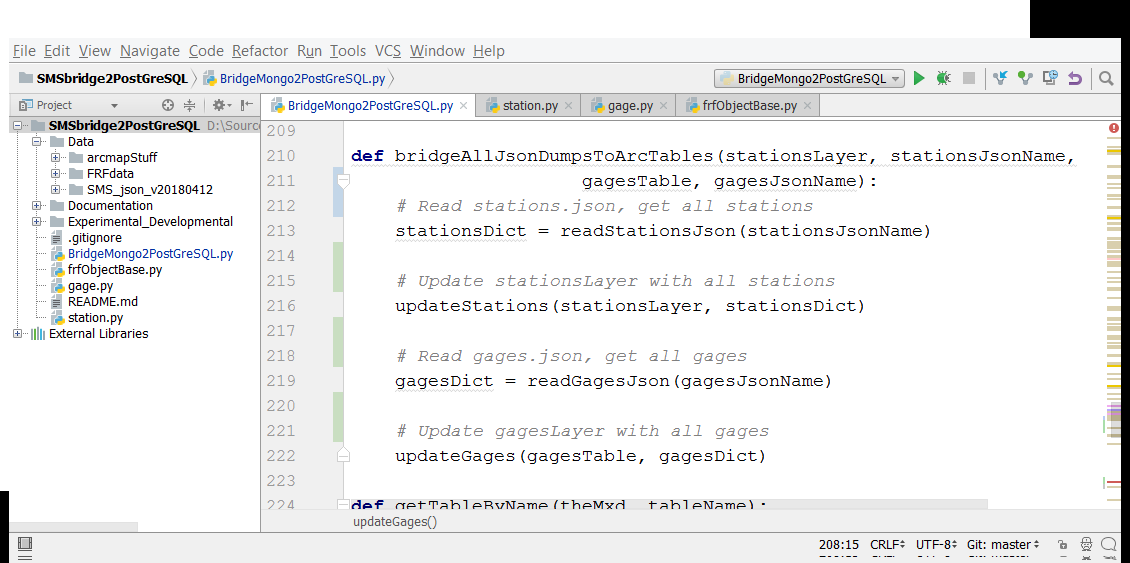 File Edit View Navigate Code Refactor Run Tools VCS Window Help
SMSbridge2PostGreSQL BridgeMongo2PostGreSQL.py BridgeMongo2PostGreSQL
Project BridgeMongo2PostGreSQL.py station.py gage.py frfObjectBase.py
SMSbridge2PostGreSQL D:\Sourc
Data
arcmapStuff
FRFdata
SMS_json_v20180412
Documentation
Experimental_Developmental
.gitignore
BridgeMongo2PostGreSQL.py
frfObjectBase.py
gage.py
README.md
station.py
External Libraries
209
210 def bridgeAllJsonDumpsToArcTables(stationsLayer, stationsJsonName,
211 gagesTable, gagesJsonName):
212 # Read stations.json, get all stations
213 stationsDict = readStationsJson(stationsJsonName)
214
215 # Update stationsLayer with all stations
216 updateStations(stationsLayer, stationsDict)
217
218 # Read gages.json, get all gages
219 gagesDict = readGagesJson(gagesJsonName)
220
221 # Update gagesLayer with all gages
222 updateGages(gagesTable, gagesDict)
223
224 def getTableByName(theMxd, tableName):
updateGages()
208:15 CRLF UTF-8 Git: master